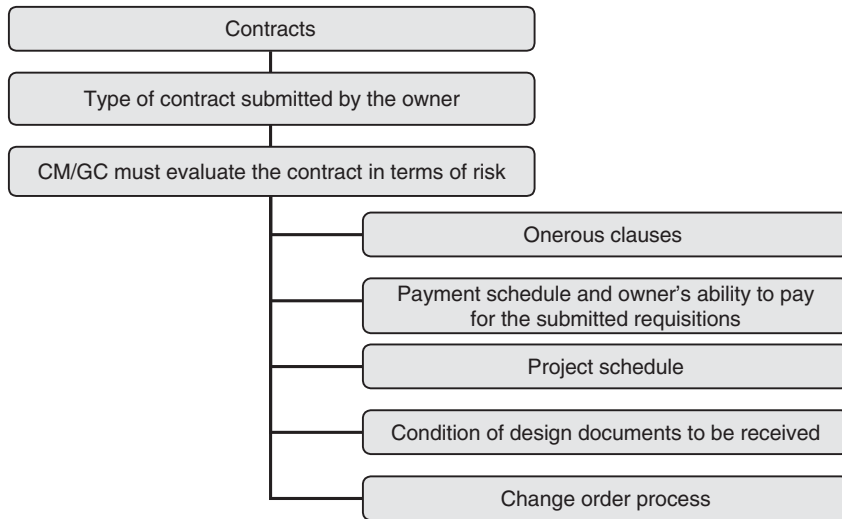 Contracts
Type of contract submitted by the owner
CM/GC must evaluate the contract in terms of risk
Onerous clauses
Payment schedule and owner’s ability to pay
for the submitted requisitions
Project schedule
Condition of design documents to be received
Change order process